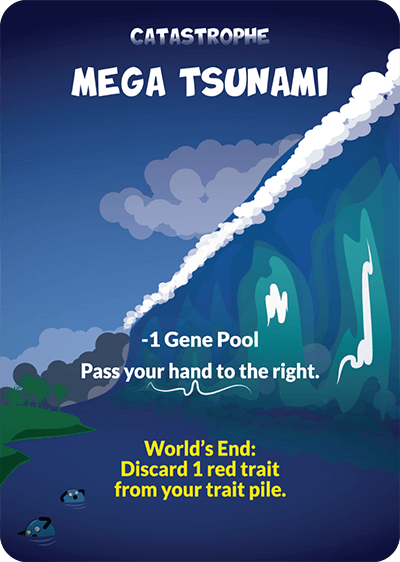 CATASTROPHE
MEGA TSUNAMI
-1 Gene Pool
Pass your hand to the right.
World's End:
Discard 1 red trait
from your trait pile.